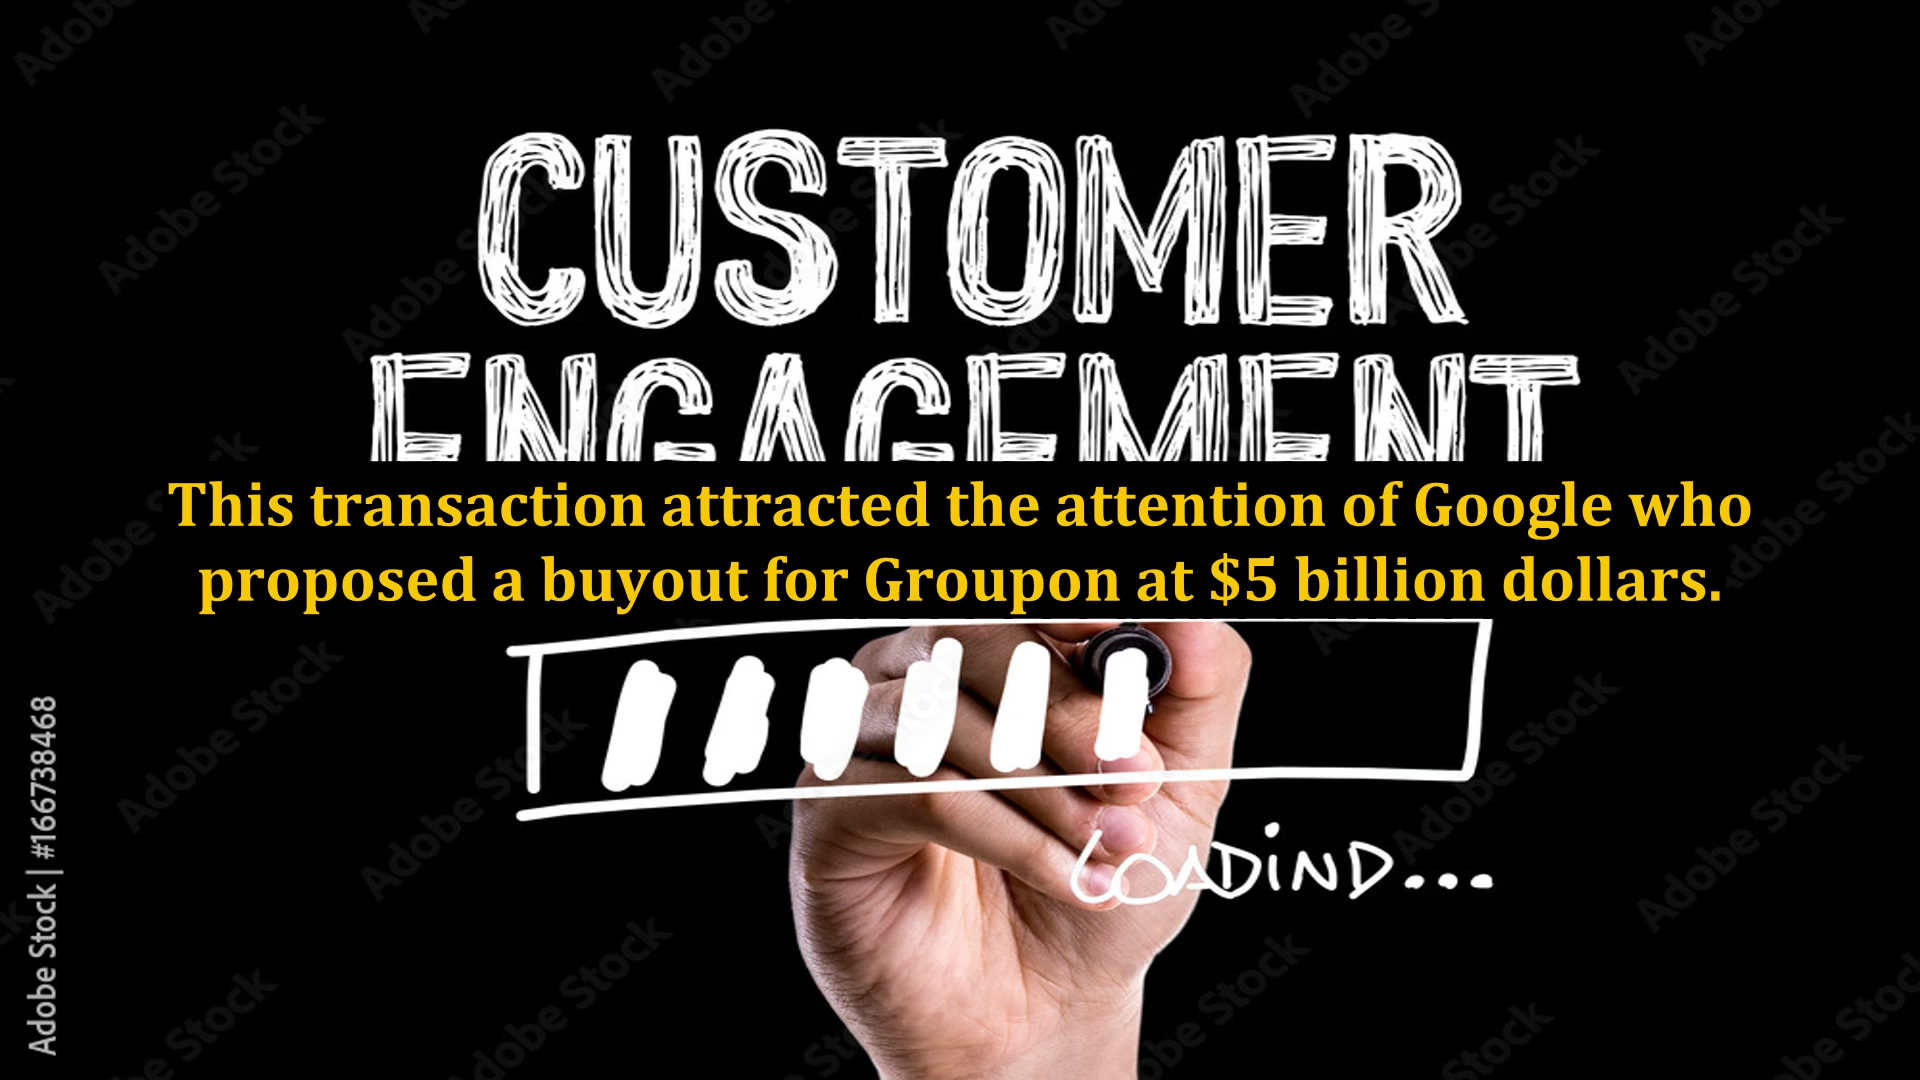 CUSTOMER
ENGAGEMENT
This transaction attracted the attention of Google who
proposed a buyout for Groupon at $5 billion dollars.
LOADIND...
Adobe Stock | #166738468